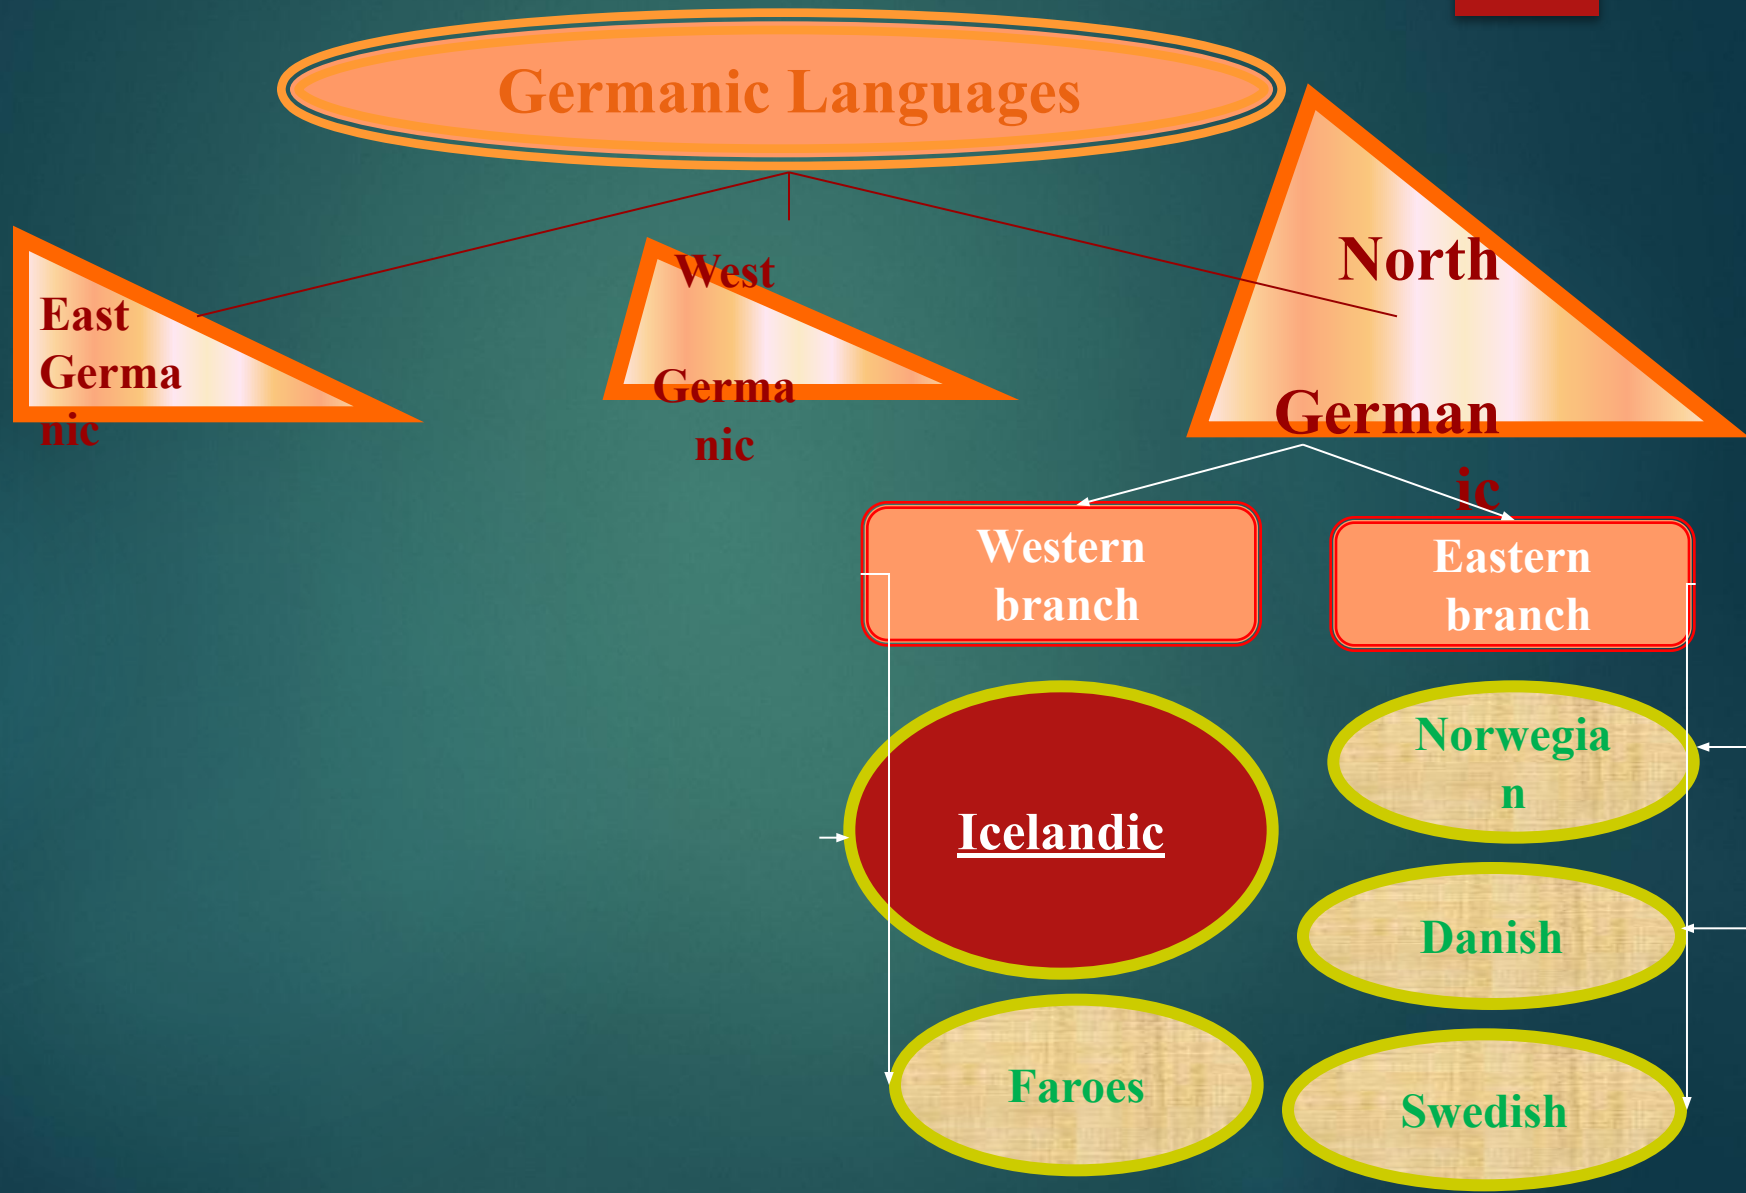 Germanic Languages
East
Germa
nic
West
Germa
nic
North
German
ic
Western
branch
Eastern
branch
Icelandic
Faroes
Norwegia
n
Danish
Swedish